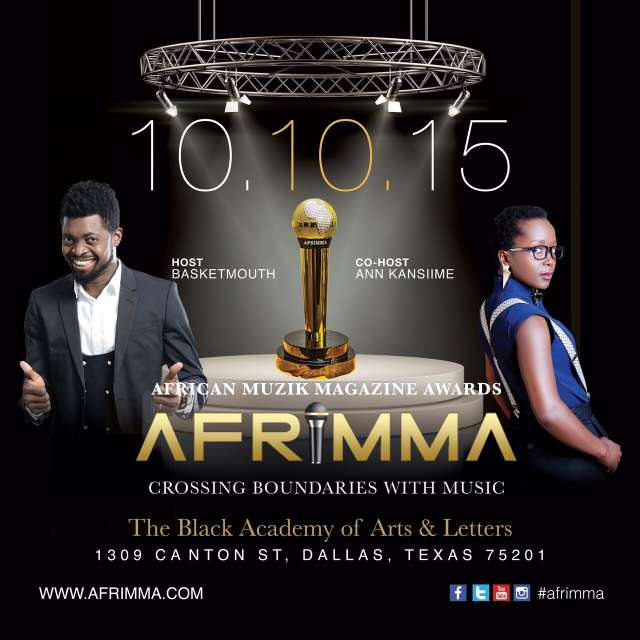 10.10.15
AFRIMMA
HOST
BASKETMOUTH
CO-HOST
ANN KANSIIME
AFRICAN MUZIK MAGAZINE AWARDS
AFRIMMA
CROSSING BOUNDARIES WITH MUSIC
The Black Academy of Arts & Letters
1309 CANTON ST, DALLAS, TEXAS 75201
WWW.AFRIMMA.COM
#afrimma